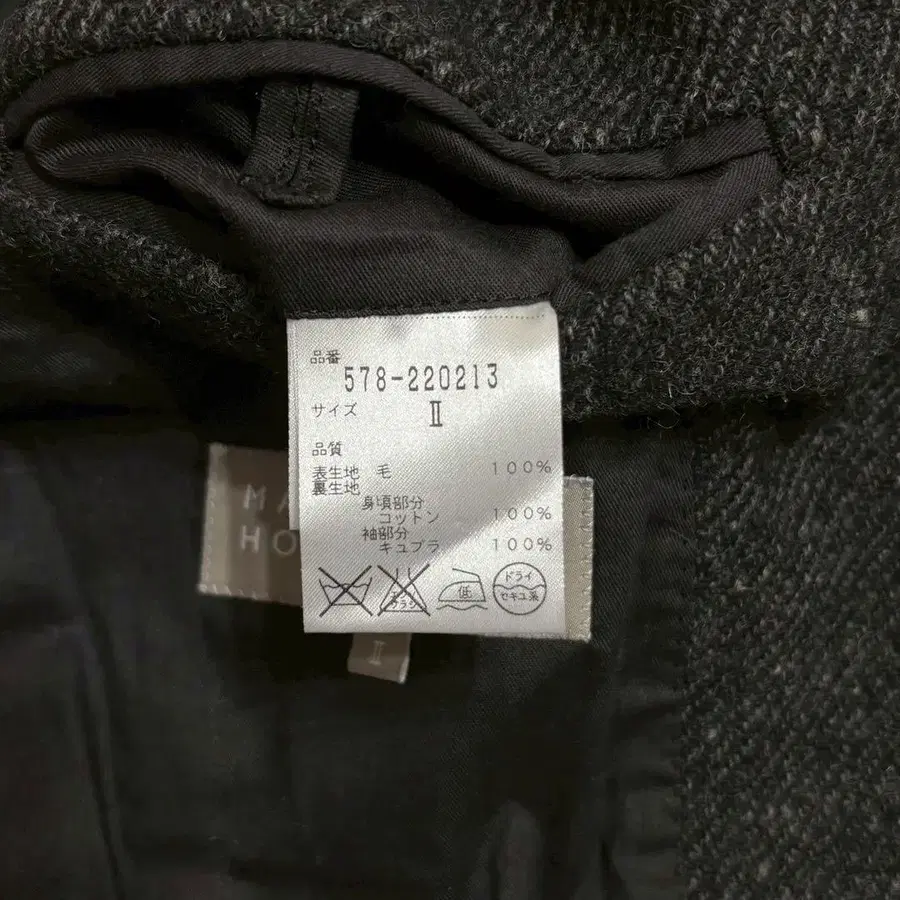 品番
578-220213
サイズ Ⅱ
品質
表生地 毛 100%
裏生地
身頃部分
コットン 100%
袖部分
キュプラ 100%
低
ドライ
セキユ系
MA
HO
Ⅱ